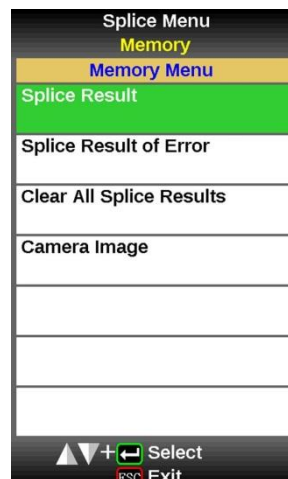 Splice Menu
Memory
Memory Menu
Splice Result
Splice Result of Error
Clear All Splice Results
Camera Image
+ Select
ESC Exit